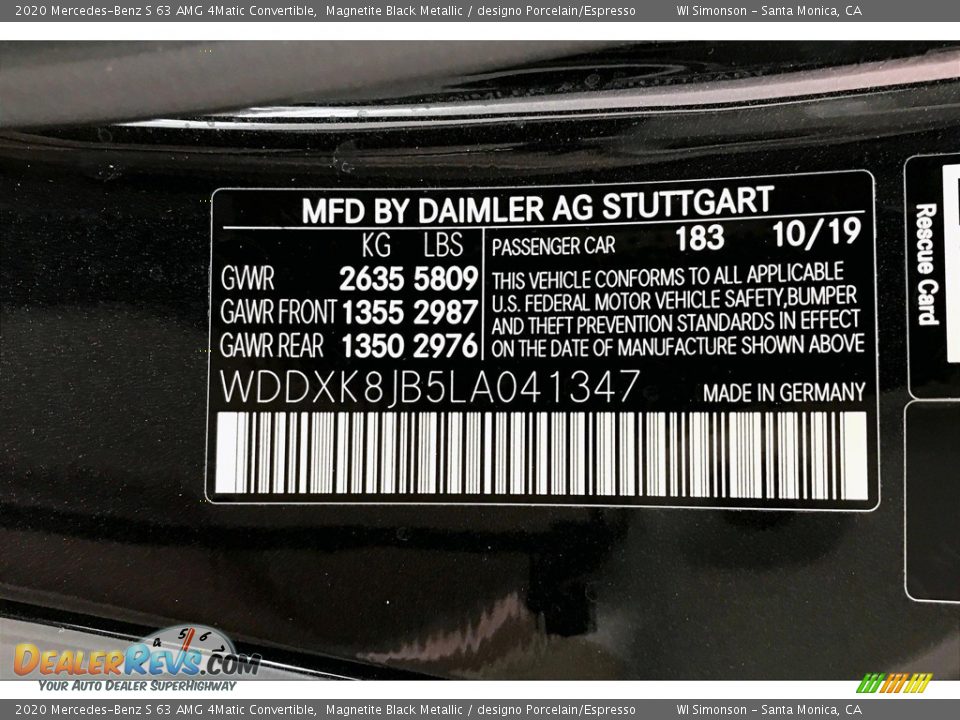 2020 Mercedes-Benz S 63 AMG 4Matic Convertible, Magnetite Black Metallic / designo Porcelain/Espresso WI Simonson - Santa Monica, CA
MFD BY DAIMLER AG STUTTGART
KG LBS
GVWR 2635 5809
GAWR FRONT 1355 2987
GAWR REAR 1350 2976
PASSENGER CAR 183 10/19
THIS VEHICLE CONFORMS TO ALL APPLICABLE
U.S. FEDERAL MOTOR VEHICLE SAFETY,BUMPER
AND THEFT PREVENTION STANDARDS IN EFFECT
ON THE DATE OF MANUFACTURE SHOWN ABOVE
WDDXK8JB5LA041347 MADE IN GERMANY
Rescue Card
4 5 6 7
DEALERREVS.COM
YOUR AUTO DEALER SUPERHIGHWAY
2020 Mercedes-Benz S 63 AMG 4Matic Convertible, Magnetite Black Metallic / designo Porcelain/Espresso WI Simonson - Santa Monica, CA